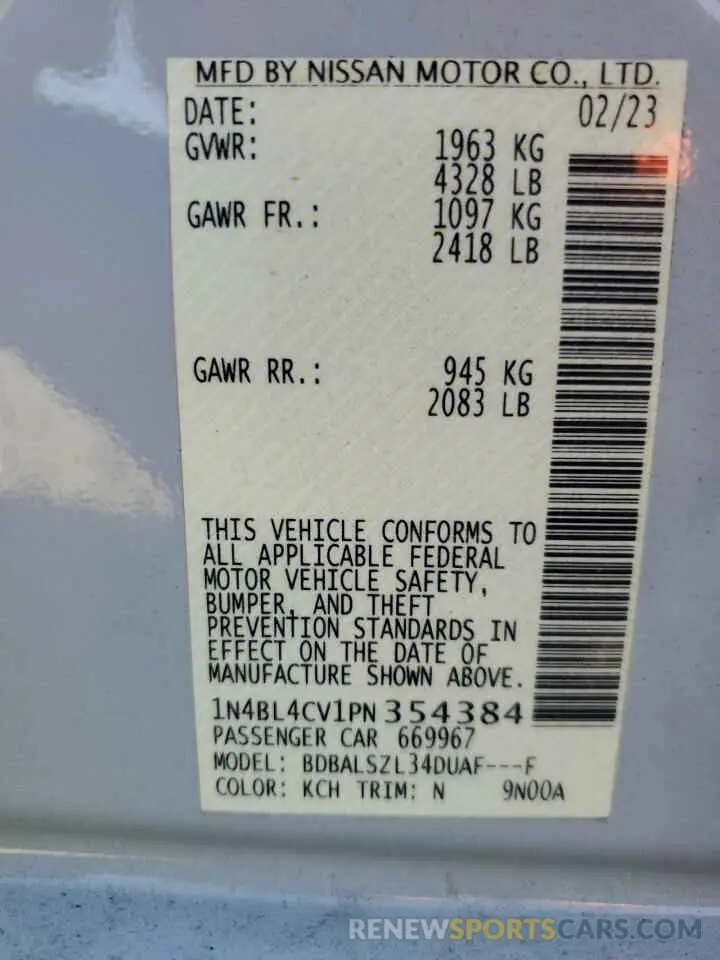 MFD BY NISSAN MOTOR CO., LTD.
DATE: 02/23
GVWR: 1963 KG
4328 LB
GAWR FR.: 1097 KG
2418 LB
GAWR RR.: 945 KG
2083 LB
THIS VEHICLE CONFORMS TO
ALL APPLICABLE FEDERAL
MOTOR VEHICLE SAFETY,
BUMPER, AND THEFT
PREVENTION STANDARDS IN
EFFECT ON THE DATE OF
MANUFACTURE SHOWN ABOVE.
1N4BL4CV1PN354384
PASSENGER CAR 669967
MODEL: BDBALSZL34DUAF---F
COLOR: KCH TRIM: N 9N00A
RENEWSPORTSCARS.COM